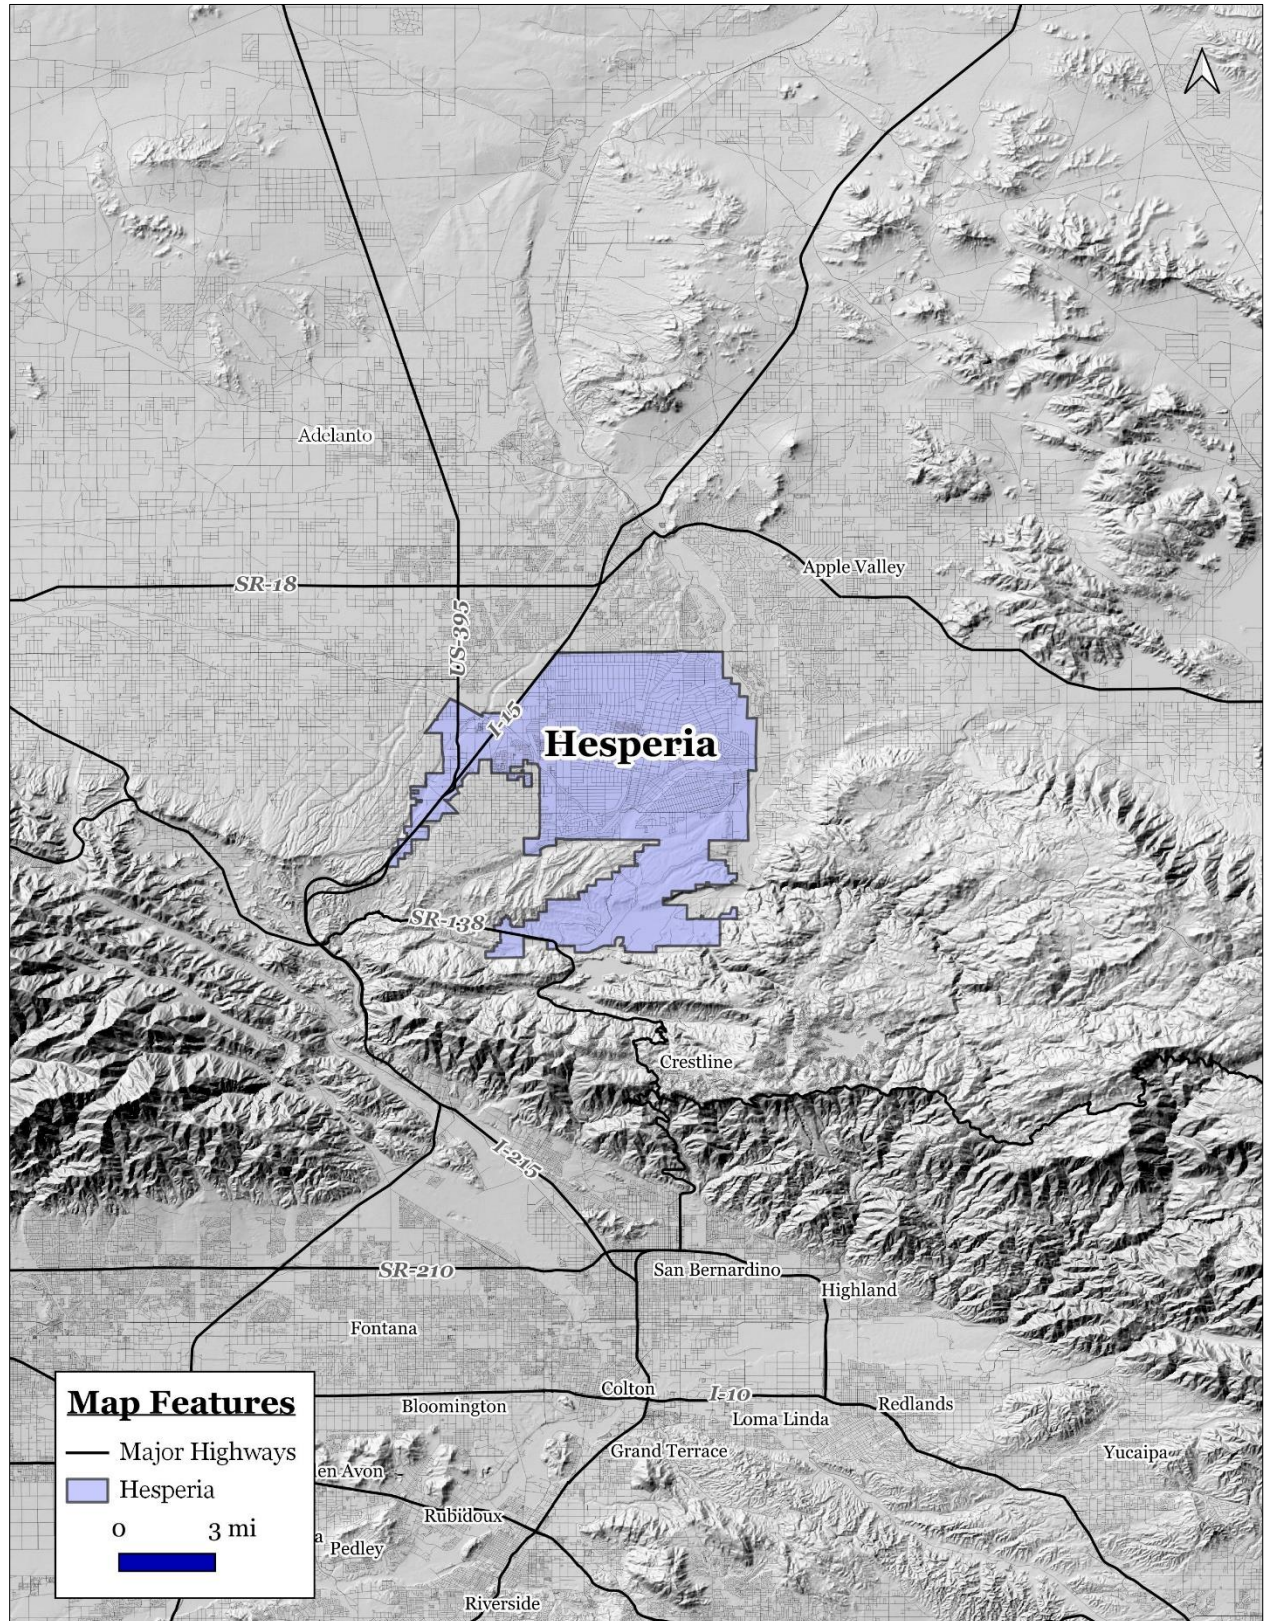 Adelanto
Apple Valley
SR-18
US-395
I-15
Hesperia
SR-138
Crestline
I-215
SR-210
San Bernardino
Highland
Fontana
Colton
I-10
Bloomington
Loma Linda
Redlands
Grand Terrace
Yucaipa
en Avon
Rubidoux
a
Pedley
Riverside
Map Features
Major Highways
Hesperia
0 3 mi